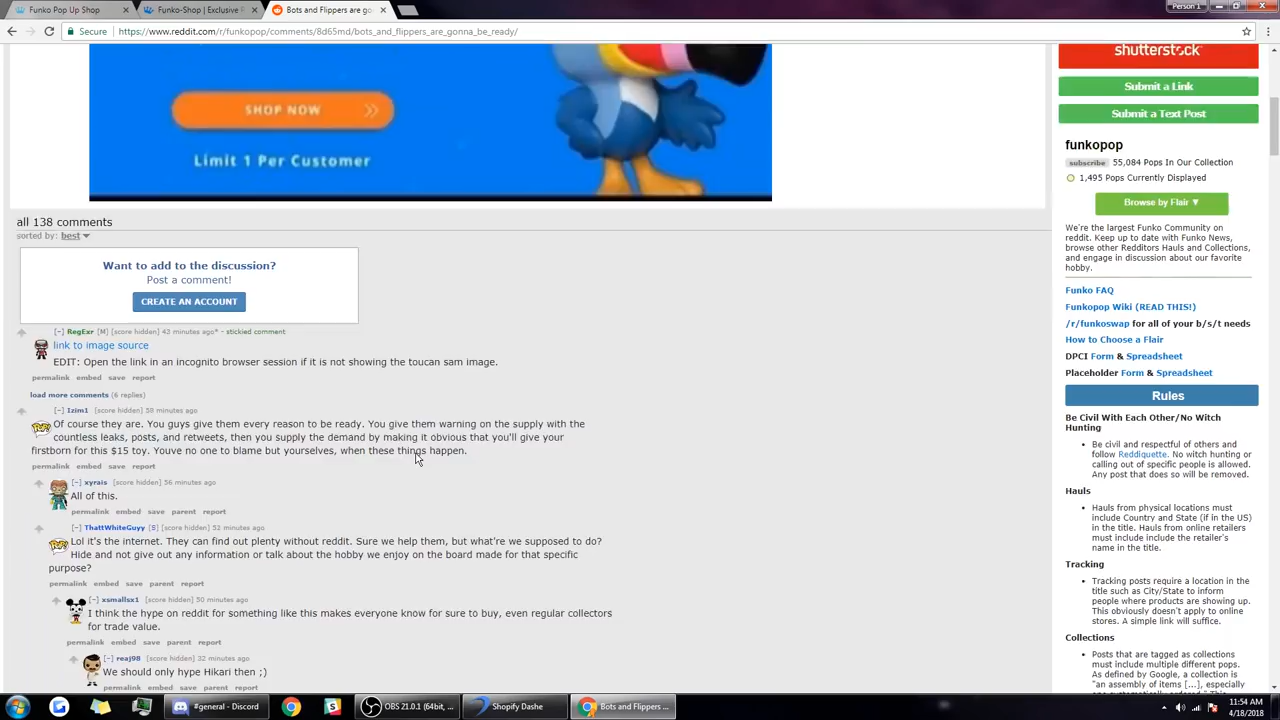 Funko Pop Up Shop
Funko-Shop | Exclusive F
Bots and Flippers are go
Person 1
Secure
https://www.reddit.com/r/funkopop/comments/8d65md/bots_and_flippers_are_gonna_be_ready/
SHOP NOW
Limit 1 Per Customer
all 138 comments
sorted by: best
Want to add to the discussion?
Post a comment!
CREATE AN ACCOUNT
[–] RegExr [M] [score hidden] 43 minutes ago* - stickied comment
link to image source
EDIT: Open the link in an incognito browser session if it is not showing the toucan sam image.
permalink embed save report
load more comments (6 replies)
[–] Izim1 [score hidden] 58 minutes ago
Of course they are. You guys give them every reason to be ready. You give them warning on the supply with the
countless leaks, posts, and retweets, then you supply the demand by making it obvious that you'll give your
firstborn for this $15 toy. Youve no one to blame but yourselves, when these things happen.
permalink embed save report
[–] xyrais [score hidden] 56 minutes ago
All of this.
permalink embed save parent report
[–] ThattWhiteGuyy [S] [score hidden] 52 minutes ago
Lol it's the internet. They can find out plenty without reddit. Sure we help them, but what're we supposed to do?
Hide and not give out any information or talk about the hobby we enjoy on the board made for that specific
purpose?
permalink embed save parent report
[–] xsmallsx1 [score hidden] 50 minutes ago
I think the hype on reddit for something like this makes everyone know for sure to buy, even regular collectors
for trade value.
permalink embed save parent report
[–] reaj98 [score hidden] 32 minutes ago
We should only hype Hikari then ;)
permalink embed save parent report
shutterstock
Submit a Link
Submit a Text Post
funkopop
subscribe 55,084 Pops In Our Collection
1,495 Pops Currently Displayed
Browse by Flair ▼
We're the largest Funko Community on
reddit. Keep up to date with Funko News,
browse other Redditors Hauls and Collections,
and engage in discussion about our favorite
hobby.
Funko FAQ
Funkopop Wiki (READ THIS!)
/r/funkoswap for all of your b/s/t needs
How to Choose a Flair
DPCI Form & Spreadsheet
Placeholder Form & Spreadsheet
Rules
Be Civil With Each Other/No Witch
Hunting
Be civil and respectful of others and
follow Reddiquette. No witch hunting or
calling out of specific people is allowed.
Any post that does so will be removed.
Hauls
Hauls from physical locations must
include Country and State (if in the US)
in the title. Hauls from online retailers
must include include the retailer's
name in the title.
Tracking
Tracking posts require a location in the
title such as City/State to inform
people where products are showing up.
This obviously doesn't apply to online
stores. A simple link will suffice.
Collections
Posts that are tagged as collections
must include multiple different pops.
As defined by Google, a collection is
"an assembly of items [...], especially
#general - Discord
OBS 21.0.1 (64bit, ...
Shopify Dashe
Bots and Flippers ...
11:54 AM
4/18/2018